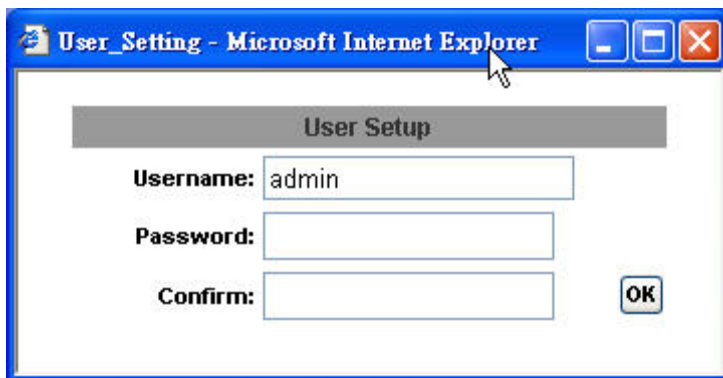 User_Setting - Microsoft Internet Explorer
User Setup
Username: admin
Password:
Confirm:
OK